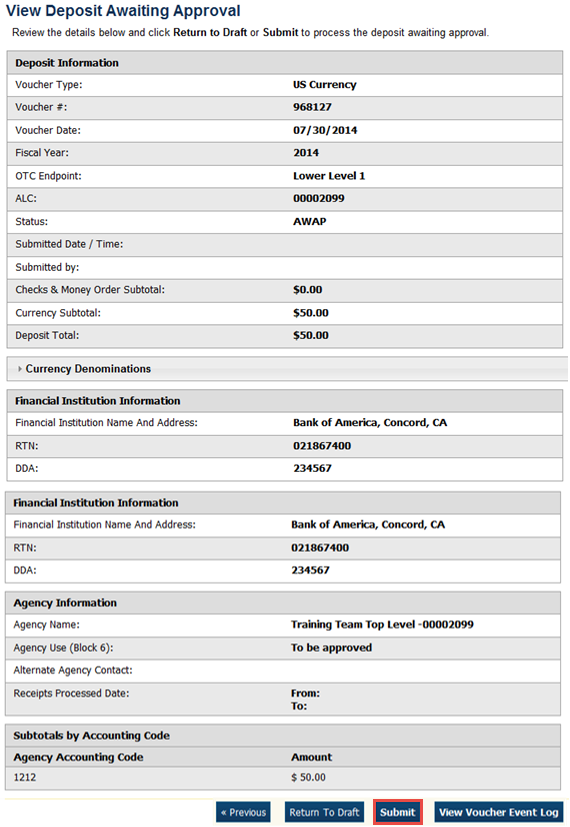 View Deposit Awaiting Approval
Review the details below and click Return to Draft or Submit to process the deposit awaiting approval.
Deposit Information
Voucher Type: US Currency
Voucher #: 968127
Voucher Date: 07/30/2014
Fiscal Year: 2014
OTC Endpoint: Lower Level 1
ALC: 00002099
Status: AWAP
Submitted Date / Time:
Submitted by:
Checks & Money Order Subtotal: $0.00
Currency Subtotal: $50.00
Deposit Total: $50.00
Currency Denominations
Financial Institution Information
Financial Institution Name And Address: Bank of America, Concord, CA
RTN: 021867400
DDA: 234567
Financial Institution Information
Financial Institution Name And Address: Bank of America, Concord, CA
RTN: 021867400
DDA: 234567
Agency Information
Agency Name: Training Team Top Level -00002099
Agency Use (Block 6): To be approved
Alternate Agency Contact:
Receipts Processed Date: From:
To:
Subtotals by Accounting Code
Agency Accounting Code Amount
1212 $ 50.00
« Previous Return To Draft Submit View Voucher Event Log